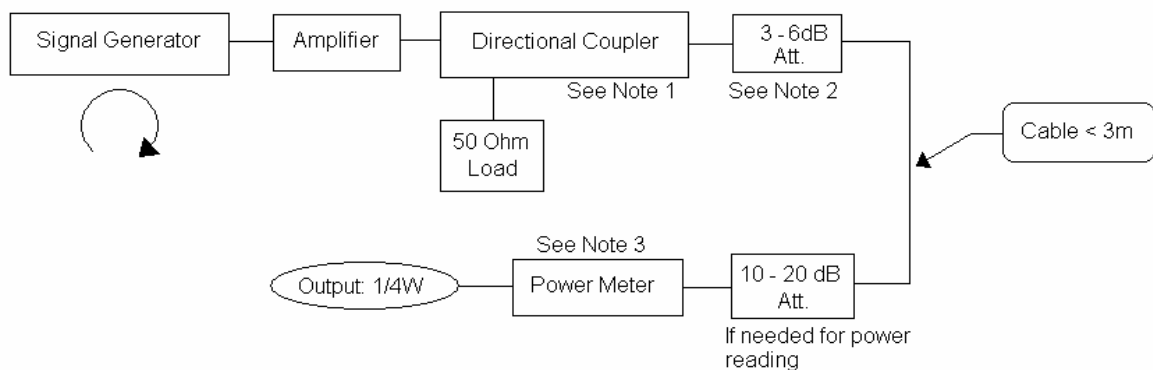 Signal Generator
Amplifier
Directional Coupler
3 - 6dB
Att.
See Note 1
See Note 2
50 Ohm
Load
Cable < 3m
See Note 3
Output: 1/4W
Power Meter
10 - 20 dB
Att.
If needed for power
reading